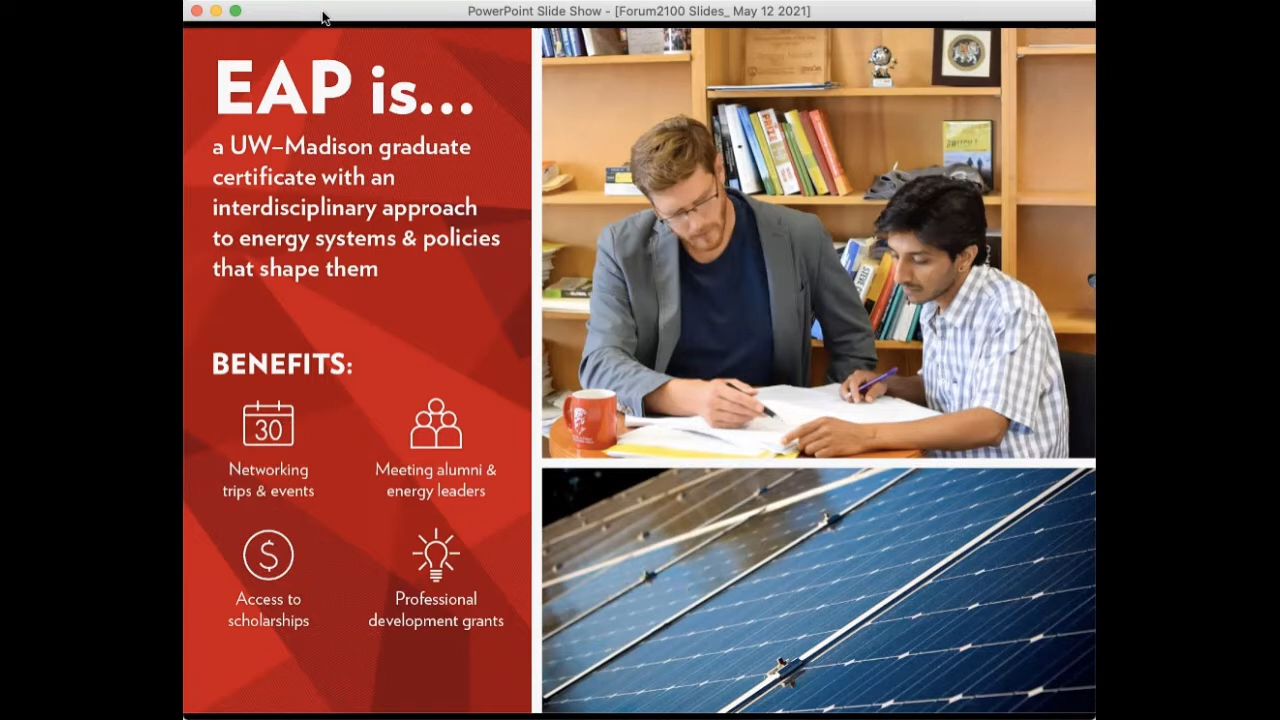 PowerPoint Slide Show - [Forum2100 Slides_ May 12 2021]
EAP is...
a UW–Madison graduate
certificate with an
interdisciplinary approach
to energy systems & policies
that shape them
BENEFITS:
30
Networking
trips & events
Meeting alumni &
energy leaders
$
Access to
scholarships
Professional
development grants
PRIZE